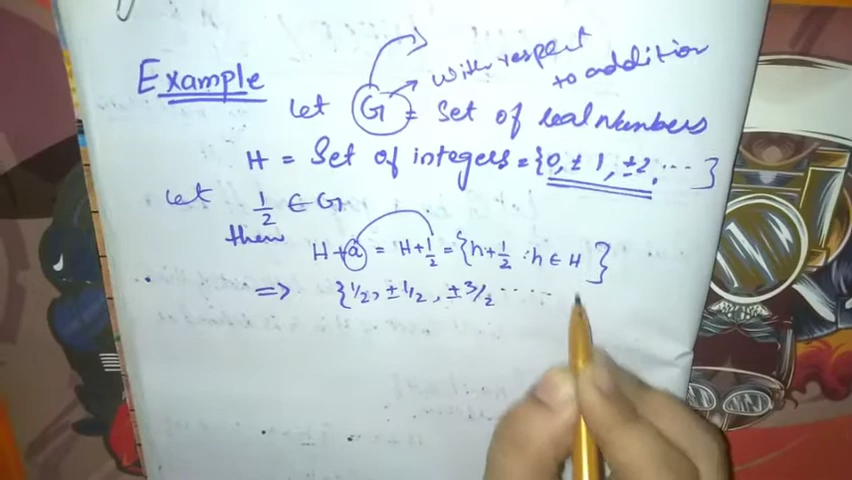 Example
with respect to addition
Let G = Set of real numbers
H = Set of integers = {0, ±1, ±2, ....}
Let 1/2 ∈ G
then
H+a = H+1/2 = {h+1/2 : h ∈ H}
=> {1/2, ±1/2, ±3/2 .....